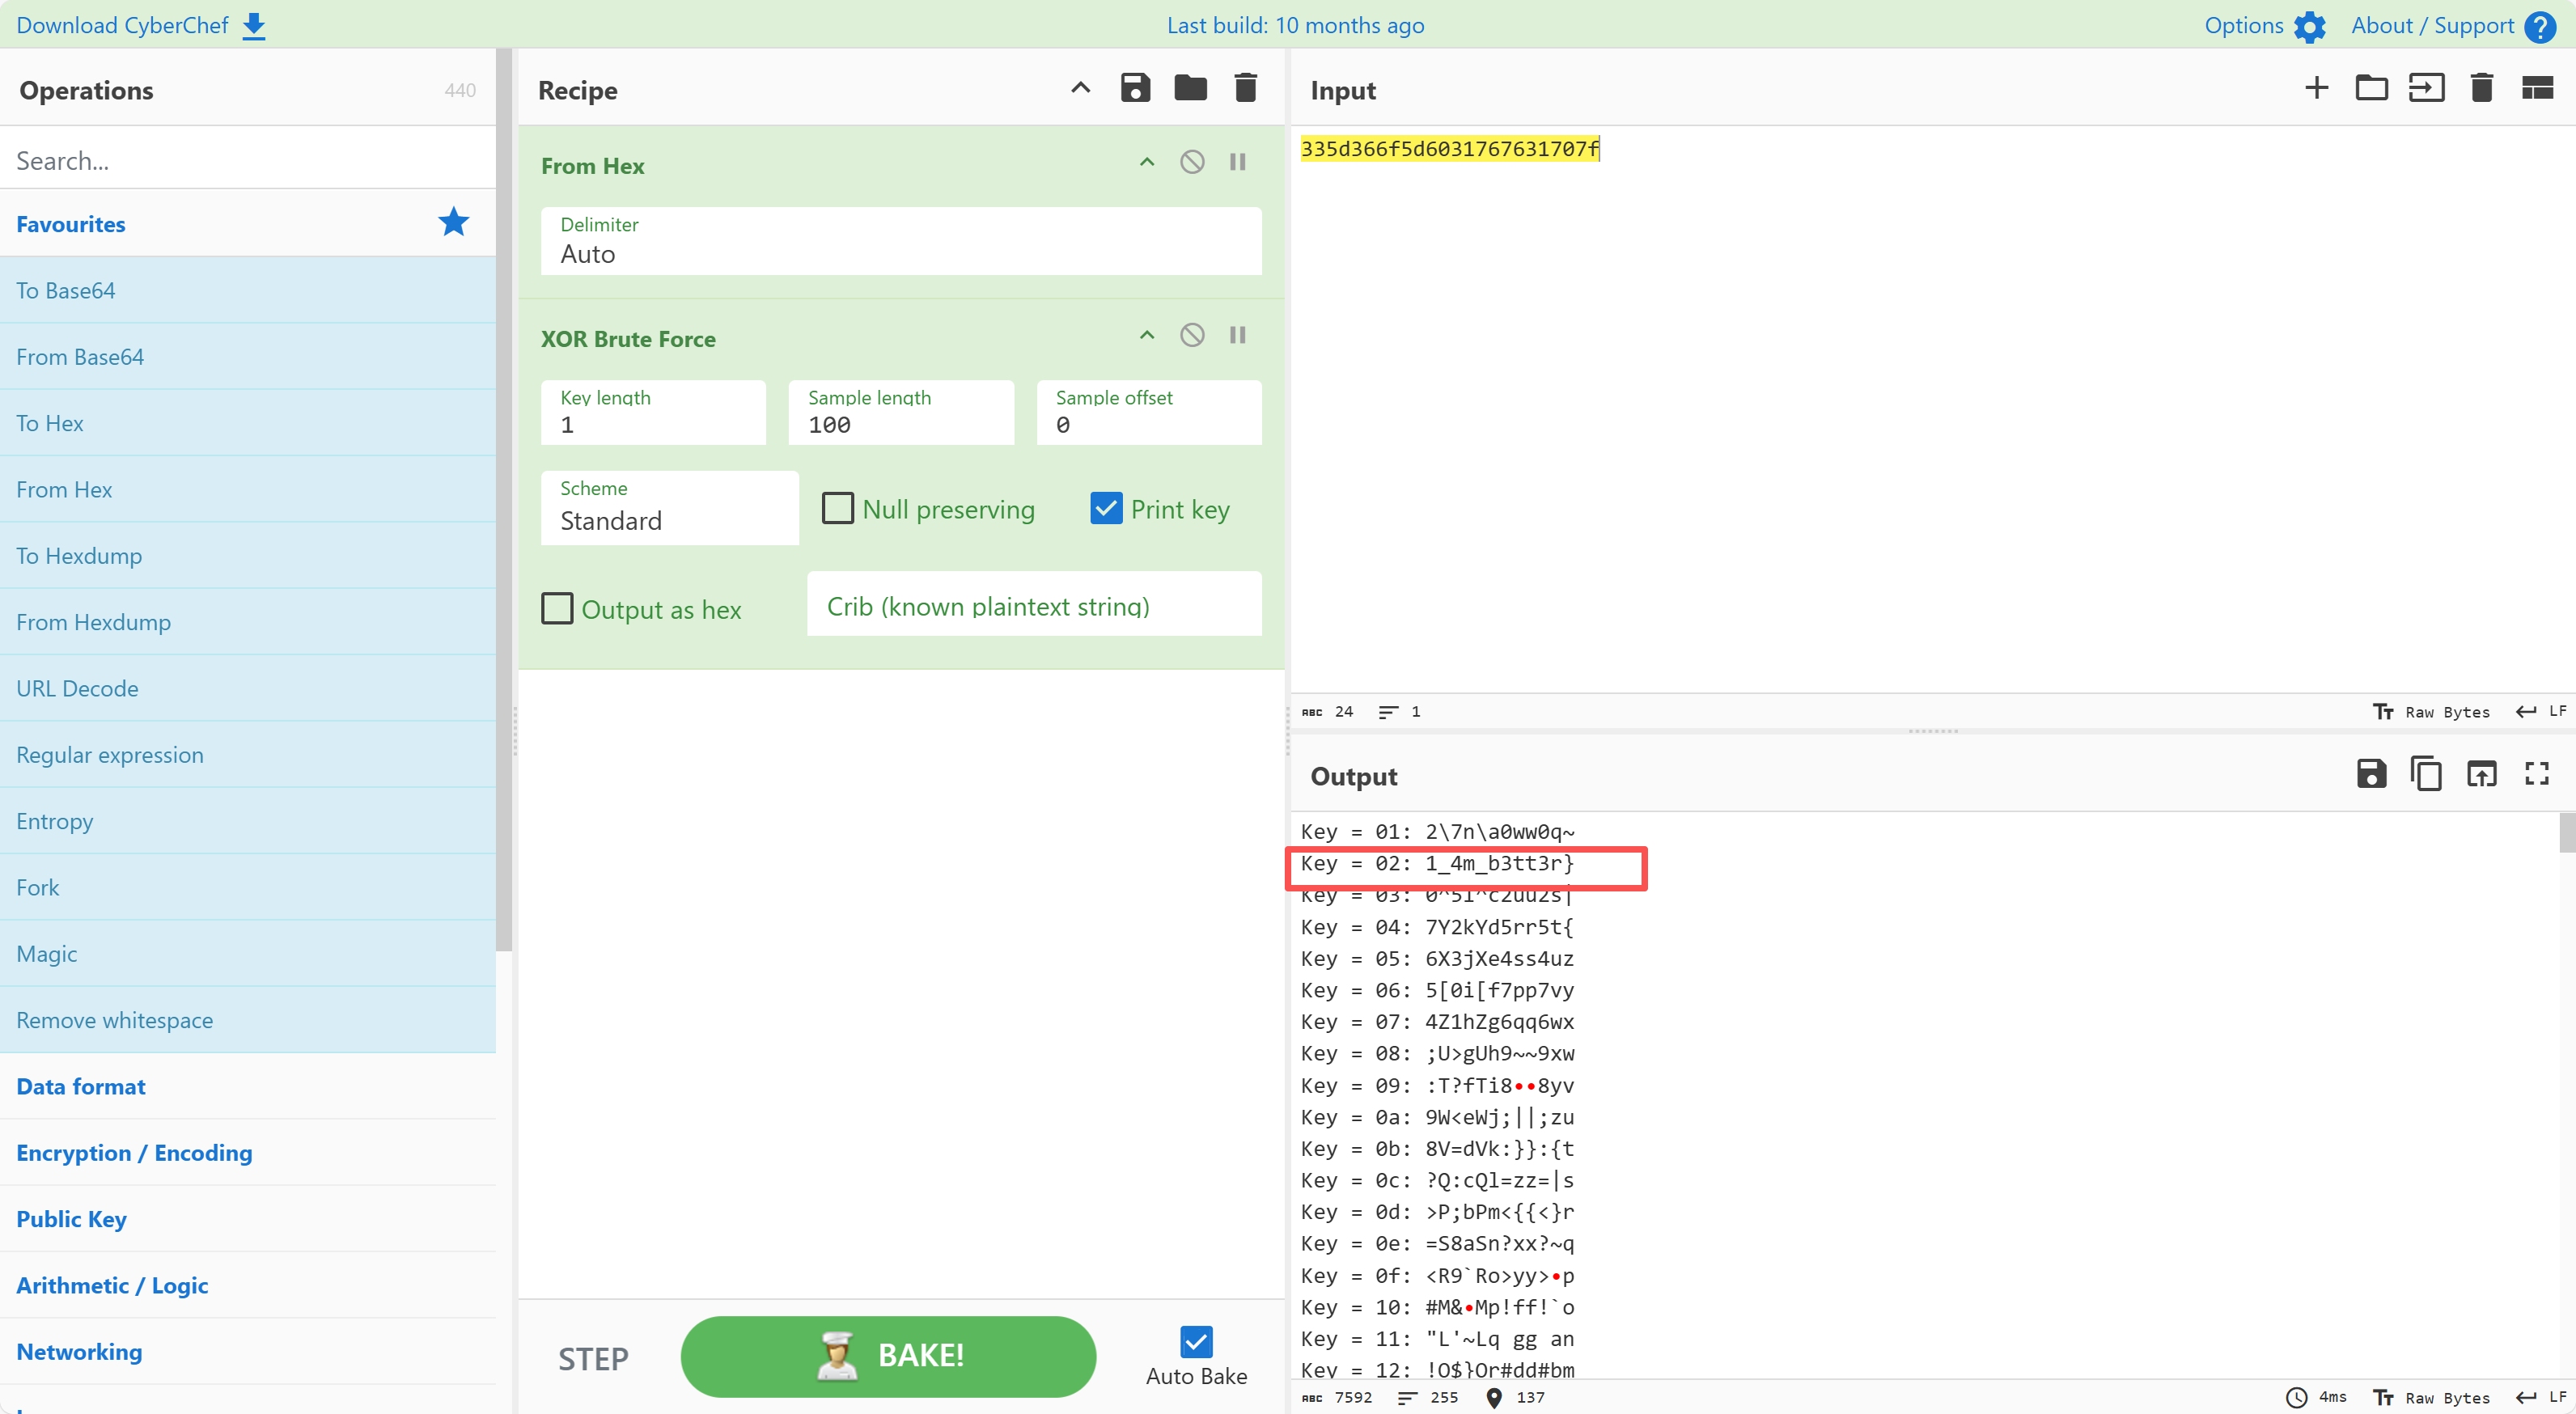 Download CyberChef
Last build: 10 months ago
Options
About / Support
Operations
440
Search...
Favourites
To Base64
From Base64
To Hex
From Hex
To Hexdump
From Hexdump
URL Decode
Regular expression
Entropy
Fork
Magic
Remove whitespace
Data format
Encryption / Encoding
Public Key
Arithmetic / Logic
Networking
Recipe
From Hex
Delimiter
Auto
XOR Brute Force
Key length
1
Sample length
100
Sample offset
0
Scheme
Standard
Null preserving
Print key
Output as hex
Crib (known plaintext string)
STEP
BAKE!
Auto Bake
Input
335d366f5d6031767631707f
ABC 24
1
Raw Bytes
LF
Output
Key = 01: 2\7n\a0ww0q~
Key = 02: 1_4m_b3tt3r}
Key = 03: 0^5l^c2uu2s|
Key = 04: 7Y2kYd5rr5t{
Key = 05: 6X3jXe4ss4uz
Key = 06: 5[0i[f7pp7vy
Key = 07: 4Z1hZg6qq6wx
Key = 08: ;U>gUh9~~9xw
Key = 09: :T?fTi8••8yv
Key = 0a: 9W<eWj;||;zu
Key = 0b: 8V=dVk:}}:{t
Key = 0c: ?Q:cQl=zz=|s
Key = 0d: >P;bPm<{{<}r
Key = 0e: =S8aSn?xx?~q
Key = 0f: <R9`Ro>yy>•p
Key = 10: #M&•Mp!ff!`o
Key = 11: "L'~Lq gg an
Key = 12: !O$}Or#dd#bm
ABC 7592
255
137
4ms
Raw Bytes
LF